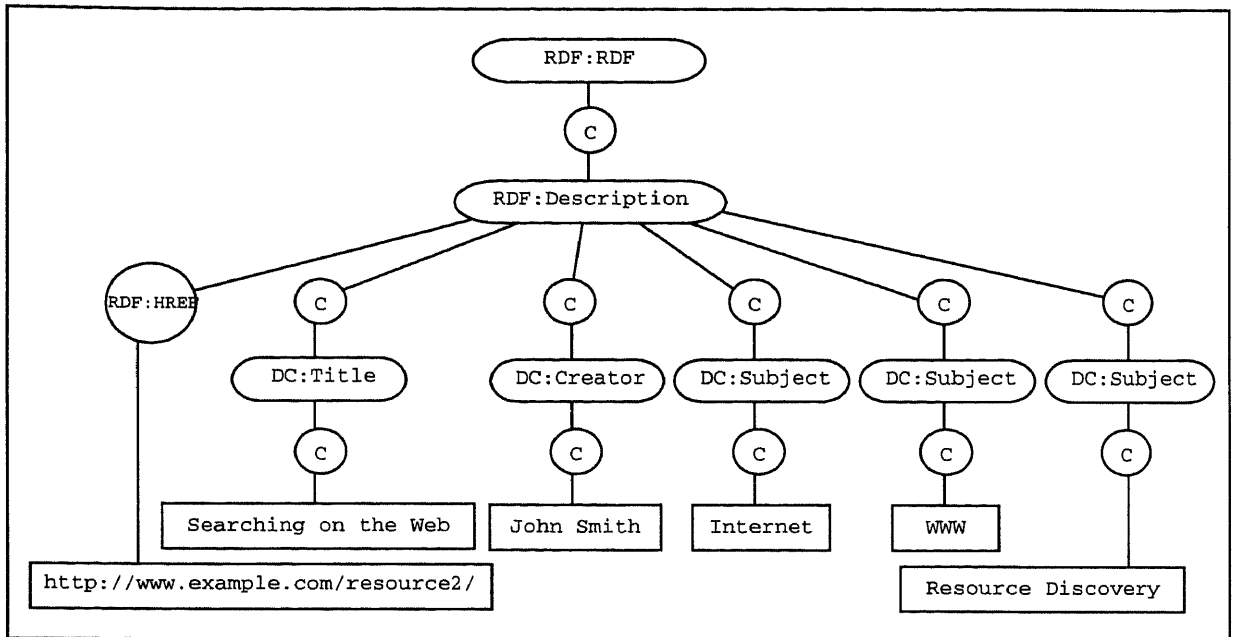 RDF:RDF
C
RDF:Description
RDF:HREF
C
C
C
C
C
DC:Title
DC:Creator
DC:Subject
DC:Subject
DC:Subject
C
C
C
C
C
Searching on the Web
John Smith
Internet
WWW
http://www.example.com/resource2/
Resource Discovery